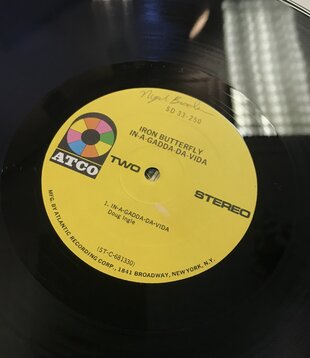 SD 33-250
IRON BUTTERFLY
IN-A-GADDA-DA-VIDA
ATCO
TWO
STEREO
1. IN-A-GADDA-DA-VIDA
Doug Ingle
(ST-C-681330)
MFG. BY ATLANTIC RECORDING CORP., 1841 BROADWAY, NEW YORK, N.Y.